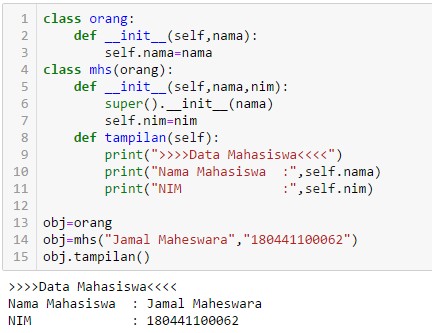 1 class orang:
2     def __init__(self,nama):
3         self.nama=nama
4 class mhs(orang):
5     def __init__(self,nama,nim):
6         super().__init__(nama)
7         self.nim=nim
8     def tampilan(self):
9         print(">>>>Data Mahasiswa<<<<")
10         print("Nama Mahasiswa  :",self.nama)
11         print("NIM             :",self.nim)
12
13 obj=orang
14 obj=mhs("Jamal Maheswara","180441100062")
15 obj.tampilan()
>>>>Data Mahasiswa<<<<
Nama Mahasiswa  : Jamal Maheswara
NIM             : 180441100062